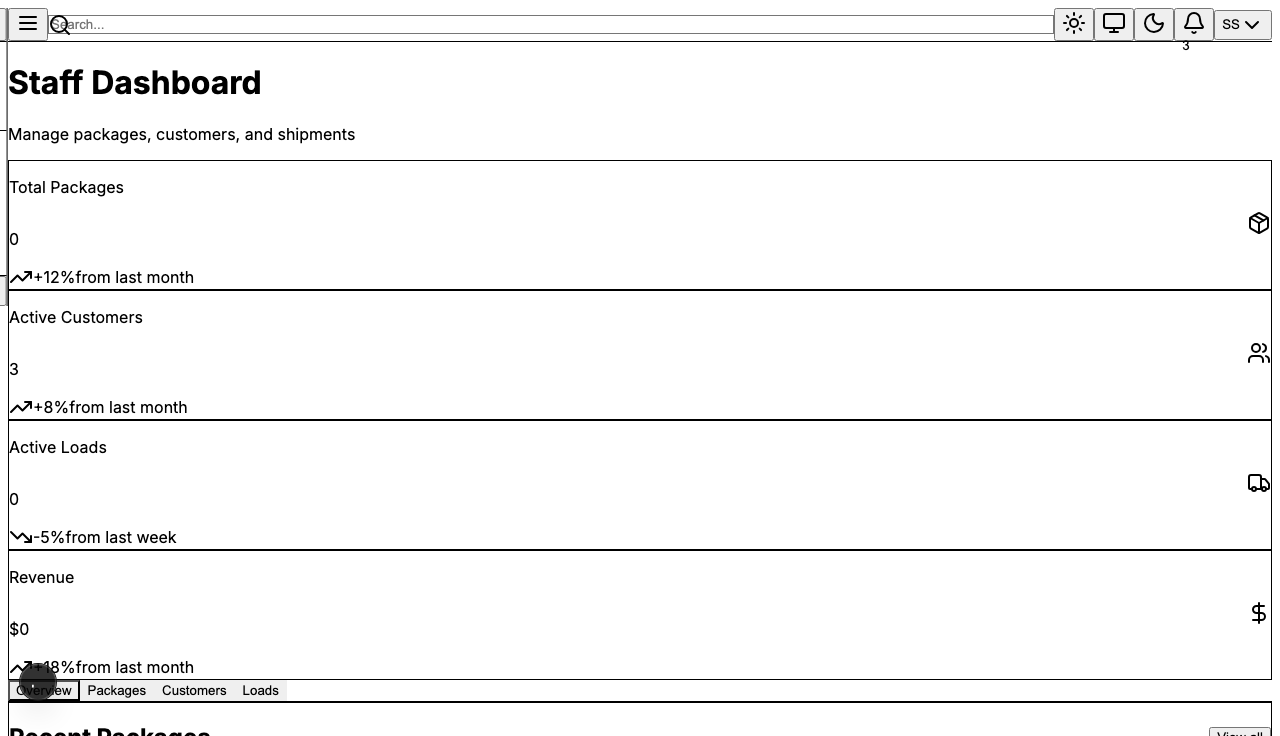 Search...
SS
3
Staff Dashboard
Manage packages, customers, and shipments
Total Packages
0
+12%from last month
Active Customers
3
+8%from last month
Active Loads
0
-5%from last week
Revenue
$0
+18%from last month
Overview Packages Customers Loads
Recent Packages View all